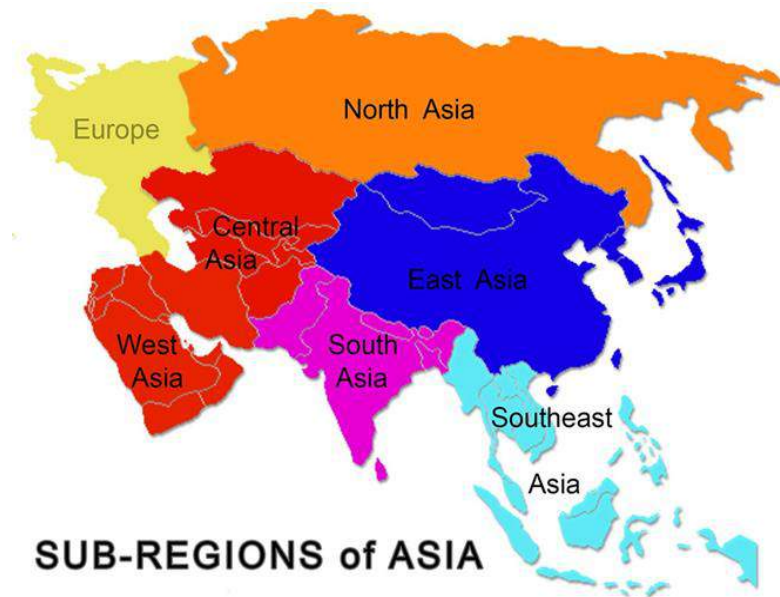 North Asia
Europe
Central
Asia
East Asia
West
Asia
South
Asia
Southeast
Asia
SUB-REGIONS of ASIA